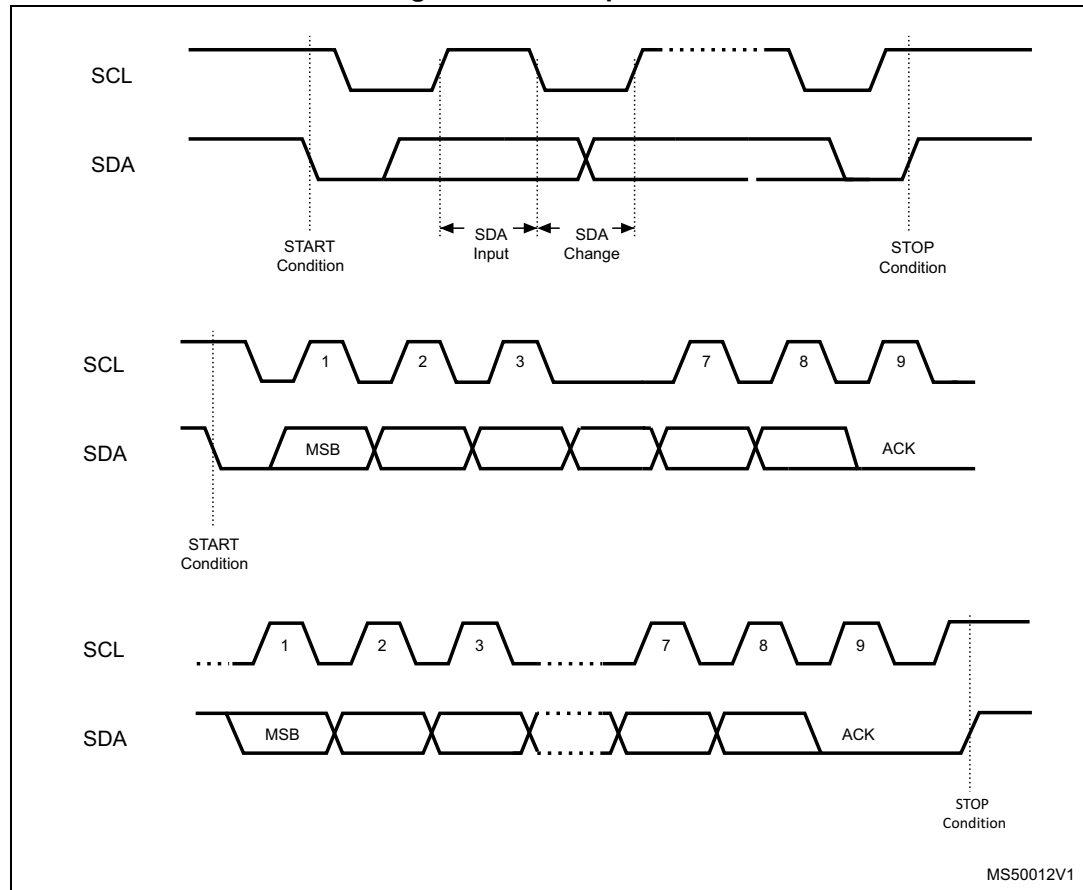 SCL
SDA
START
Condition
SDA
Input
SDA
Change
STOP
Condition
SCL
1 2 3 7 8 9
SDA
MSB ACK
START
Condition
SCL
1 2 3 7 8 9
SDA
MSB ACK
STOP
Condition
MS50012V1